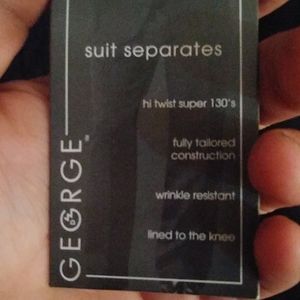 suit separates
hi twist super 130's
fully tailored
construction
wrinkle resistant
lined to the knee
GEORGE